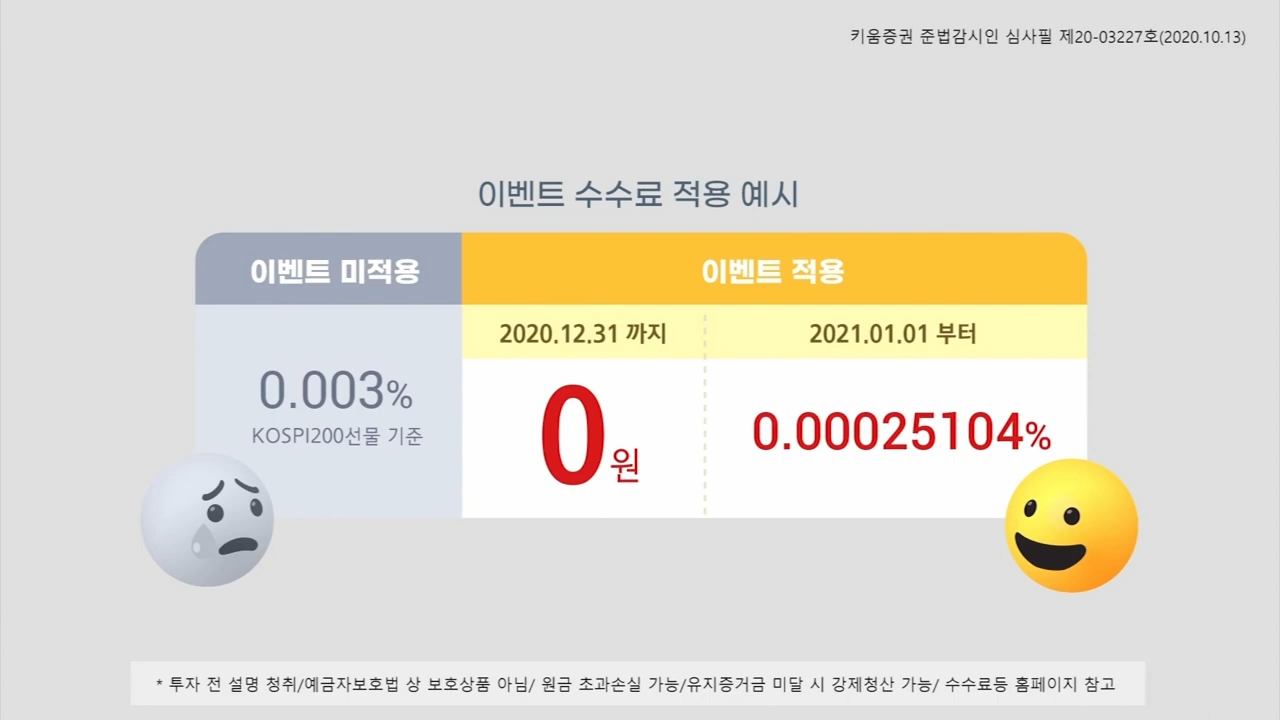 키움증권 준법감시인 심사필 제20-03227호(2020.10.13)
이벤트 수수료 적용 예시
이벤트 미적용
이벤트 적용
2020.12.31 까지
2021.01.01 부터
0.003%
KOSPI200선물 기준
0원
0.00025104%
* 투자 전 설명 청취/예금자보호법 상 보호상품 아님/ 원금 초과손실 가능/유지증거금 미달 시 강제청산 가능/ 수수료등 홈페이지 참고